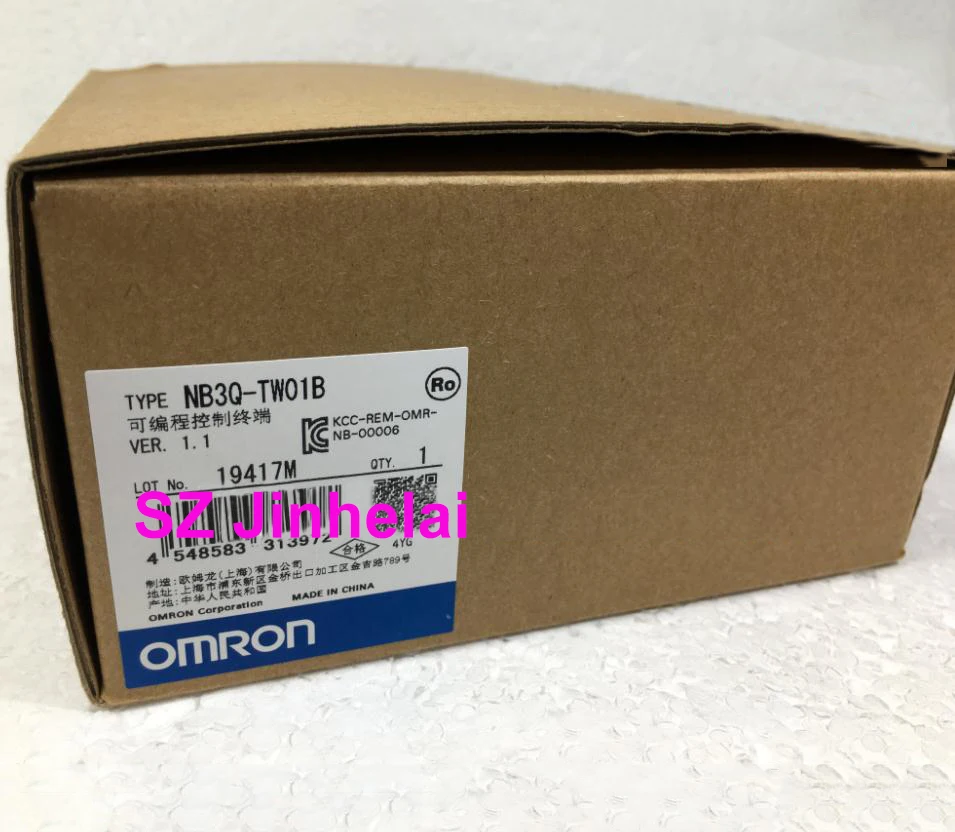 TYPE NB3Q-TW01B
Ro
可编程控制终端
VER. 1.1
KCC-REM-OMR-
NB-00006
LOT No. 19417M QTY. 1
SZ Jinhelai
4 548583 313972
合格
4YG
制造:欧姆龙(上海)有限公司
地址:上海市浦东新区金桥出口加工区金吉路789号
产地:中华人民共和国
OMRON Corporation MADE IN CHINA
OMRON